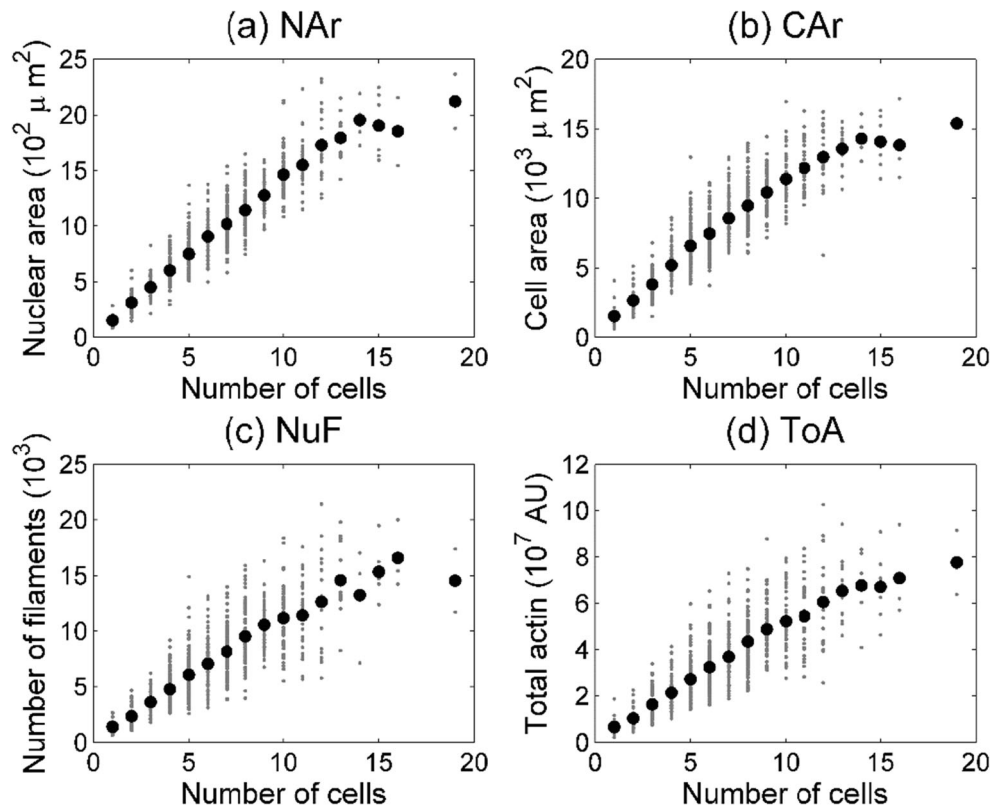 (a) NAr
Nuclear area (10² μ m²)
25
20
15
10
5
0
0 5 10 15 20
Number of cells
(b) CAr
Cell area (10³ μ m²)
20
15
10
5
0
0 5 10 15 20
Number of cells
(c) NuF
Number of filaments (10³)
25
20
15
10
5
0
0 5 10 15 20
Number of cells
(d) ToA
Total actin (10⁷ AU)
12
10
8
6
4
2
0
0 5 10 15 20
Number of cells